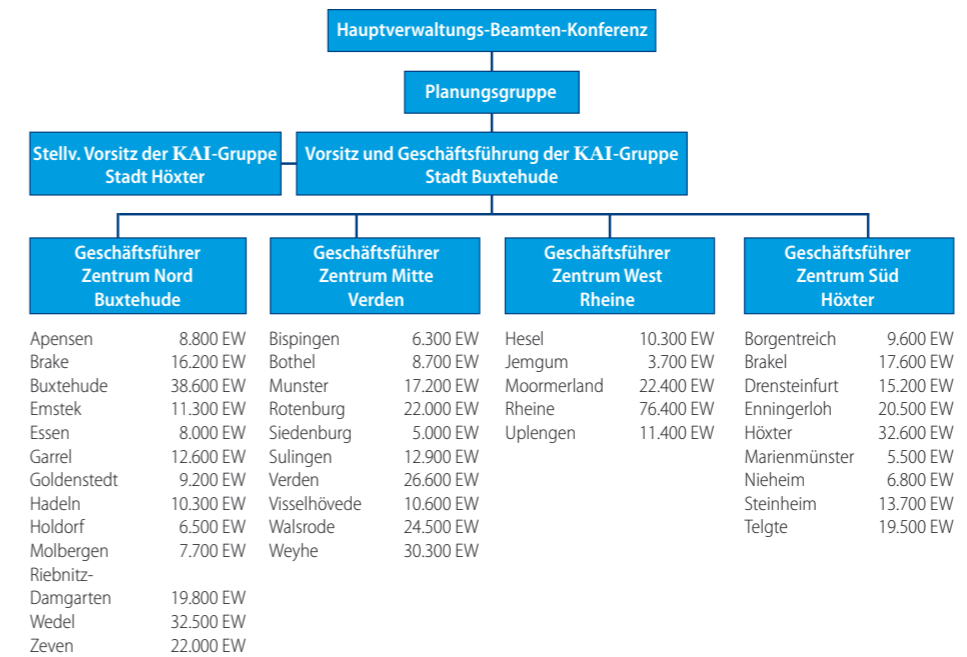 Hauptverwaltungs-Beamten-Konferenz
Planungsgruppe
Stellv. Vorsitz der KAI-Gruppe
Stadt Höxter
Vorsitz und Geschäftsführung der KAI-Gruppe
Stadt Buxtehude
Geschäftsführer
Zentrum Nord
Buxtehude
Apensen 8.800 EW
Brake 16.200 EW
Buxtehude 38.600 EW
Emstek 11.300 EW
Essen 8.000 EW
Garrel 12.600 EW
Goldenstedt 9.200 EW
Hadeln 10.300 EW
Holdorf 6.500 EW
Molbergen 7.700 EW
Riebnitz-
Damgarten 19.800 EW
Wedel 32.500 EW
Zeven 22.000 EW
Geschäftsführer
Zentrum Mitte
Verden
Bispingen 6.300 EW
Bothel 8.700 EW
Munster 17.200 EW
Rotenburg 22.000 EW
Siedenburg 5.000 EW
Sulingen 12.900 EW
Verden 26.600 EW
Visselhövede 10.600 EW
Walsrode 24.500 EW
Weyhe 30.300 EW
Geschäftsführer
Zentrum West
Rheine
Hesel 10.300 EW
Jemgum 3.700 EW
Moormerland 22.400 EW
Rheine 76.400 EW
Uplengen 11.400 EW
Geschäftsführer
Zentrum Süd
Höxter
Borgentreich 9.600 EW
Brakel 17.600 EW
Drensteinfurt 15.200 EW
Enningerloh 20.500 EW
Höxter 32.600 EW
Marienmünster 5.500 EW
Nieheim 6.800 EW
Steinheim 13.700 EW
Telgte 19.500 EW